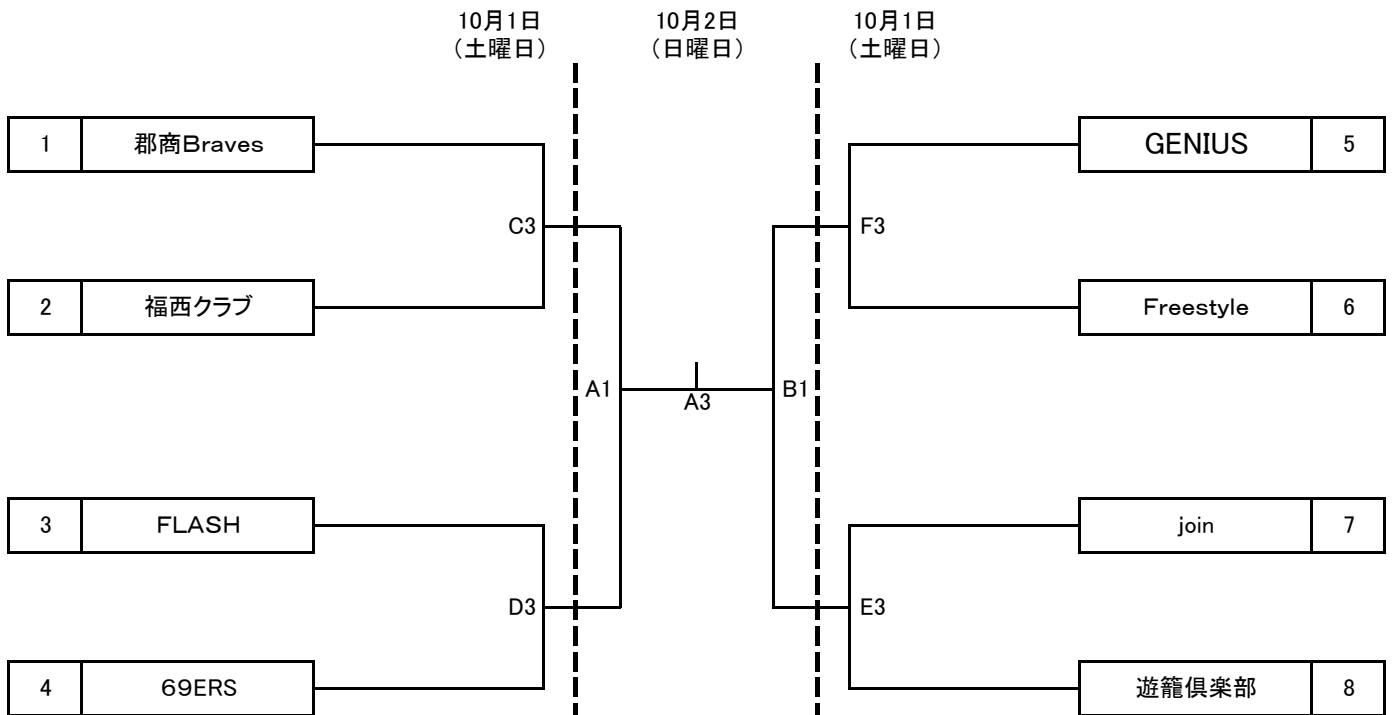 10月1日
（土曜日）
10月2日
（日曜日）
10月1日
（土曜日）
1 郡商Braves
GENIUS 5
C3
F3
2 福西クラブ
Freestyle 6
A1
A3
B1
3 FLASH
join 7
D3
E3
4 69ERS
遊籠倶楽部 8